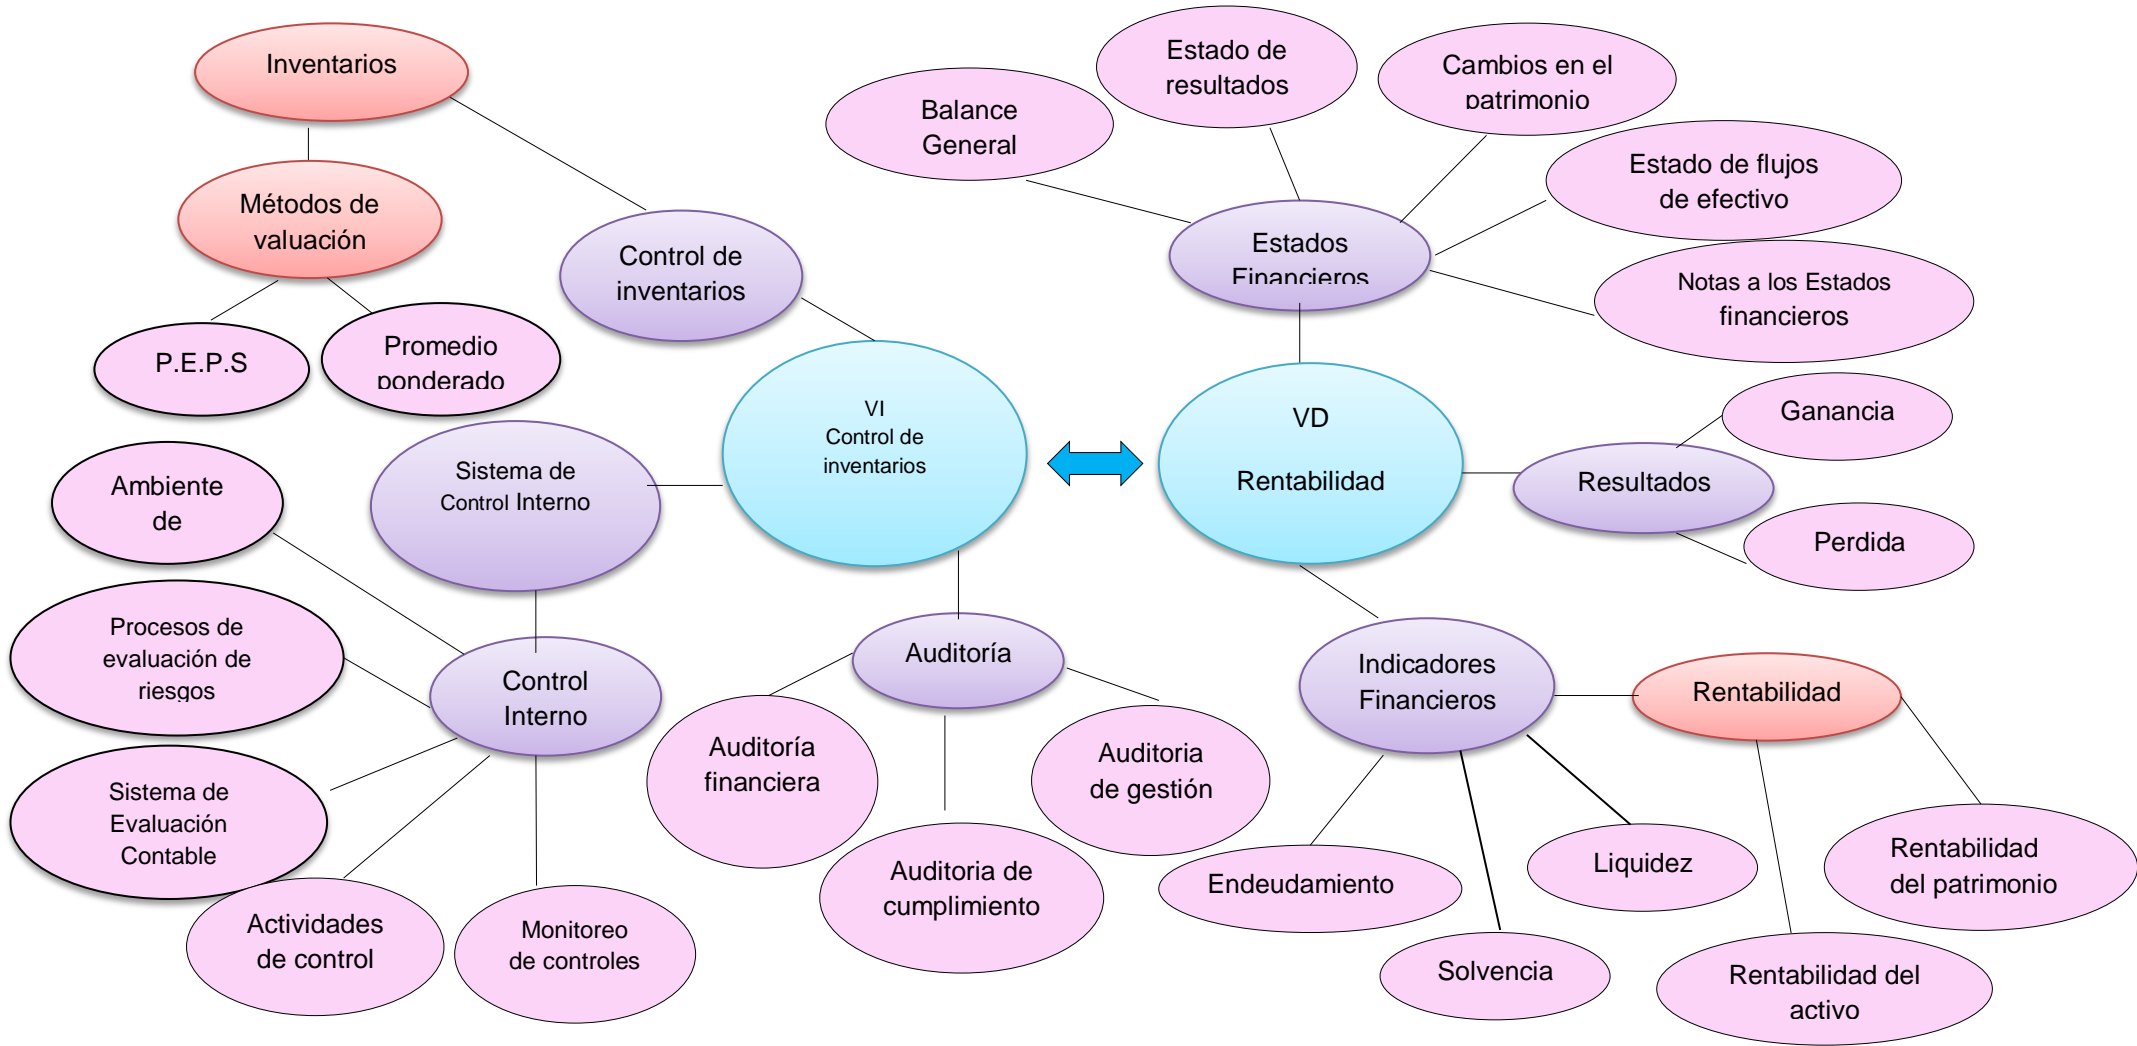 Inventarios
Métodos de
valuación
P.E.P.S
Promedio
ponderado
Control de
inventarios
VI
Control de
inventarios
Sistema de
Control Interno
Ambiente
de
Procesos de
evaluación de
riesgos
Sistema de
Evaluación
Contable
Actividades
de control
Monitoreo
de controles
Control
Interno
Auditoría
Auditoría
financiera
Auditoria de
cumplimiento
Auditoria
de gestión
Balance
General
Estado de
resultados
Cambios en el
patrimonio
Estado de flujos
de efectivo
Notas a los Estados
financieros
Estados
Financieros
VD
Rentabilidad
Resultados
Ganancia
Perdida
Indicadores
Financieros
Rentabilidad
Endeudamiento
Solvencia
Liquidez
Rentabilidad del
activo
Rentabilidad
del patrimonio